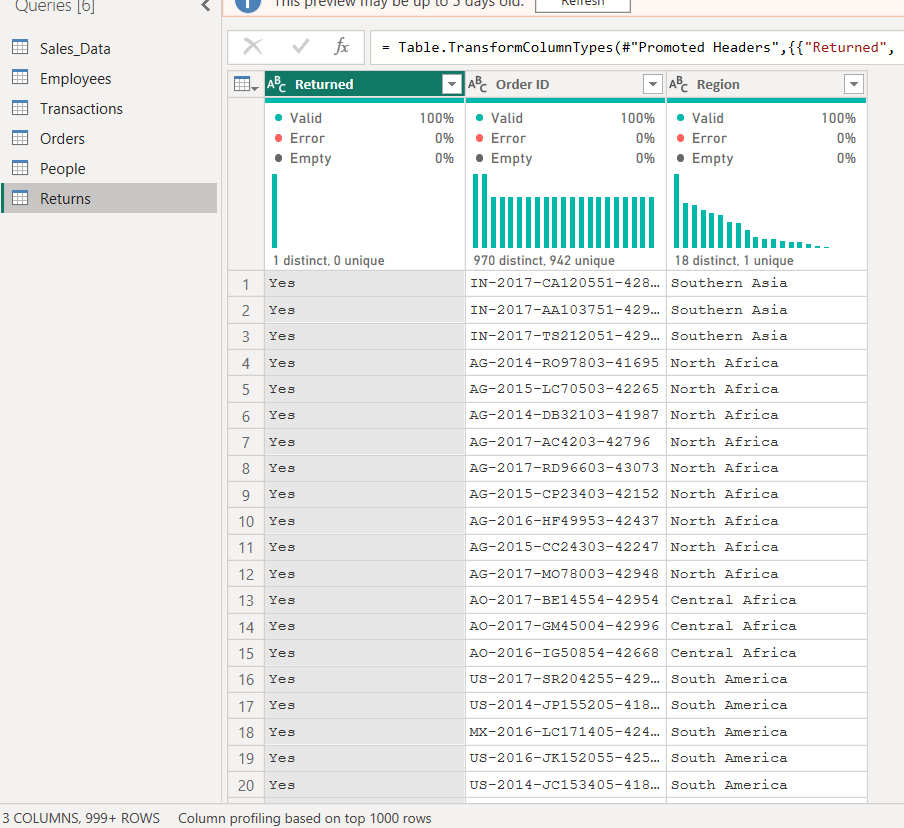 Queries [6]
This preview may be up to 3 days old.
Refresh
Sales_Data
Employees
Transactions
Orders
People
Returns
fx
= Table.TransformColumnTypes(#"Promoted Headers",{{"Returned",
ABC Returned ABC Order ID ABC Region
Valid 100% Valid 100% Valid 100%
Error 0% Error 0% Error 0%
Empty 0% Empty 0% Empty 0%
1 distinct, 0 unique 970 distinct, 942 unique 18 distinct, 1 unique
1 Yes IN-2017-CA120551-428... Southern Asia
2 Yes IN-2017-AA103751-429... Southern Asia
3 Yes IN-2017-TS212051-429... Southern Asia
4 Yes AG-2014-RO97803-41695 North Africa
5 Yes AG-2015-LC70503-42265 North Africa
6 Yes AG-2014-DB32103-41987 North Africa
7 Yes AG-2017-AC4203-42796 North Africa
8 Yes AG-2017-RD96603-43073 North Africa
9 Yes AG-2015-CP23403-42152 North Africa
10 Yes AG-2016-HF49953-42437 North Africa
11 Yes AG-2015-CC24303-42247 North Africa
12 Yes AG-2017-MO78003-42948 North Africa
13 Yes AO-2017-BE14554-42954 Central Africa
14 Yes AO-2017-GM45004-42996 Central Africa
15 Yes AO-2016-IG50854-42668 Central Africa
16 Yes US-2017-SR204255-429... South America
17 Yes US-2014-JP155205-418... South America
18 Yes MX-2016-LC171405-424... South America
19 Yes US-2016-JK152055-425... South America
20 Yes US-2014-JC153405-418... South America
3 COLUMNS, 999+ ROWS Column profiling based on top 1000 rows